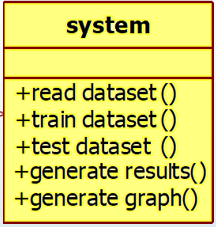 system
+read dataset()
+train dataset()
+test dataset ()
+generate results()
+generate graph()